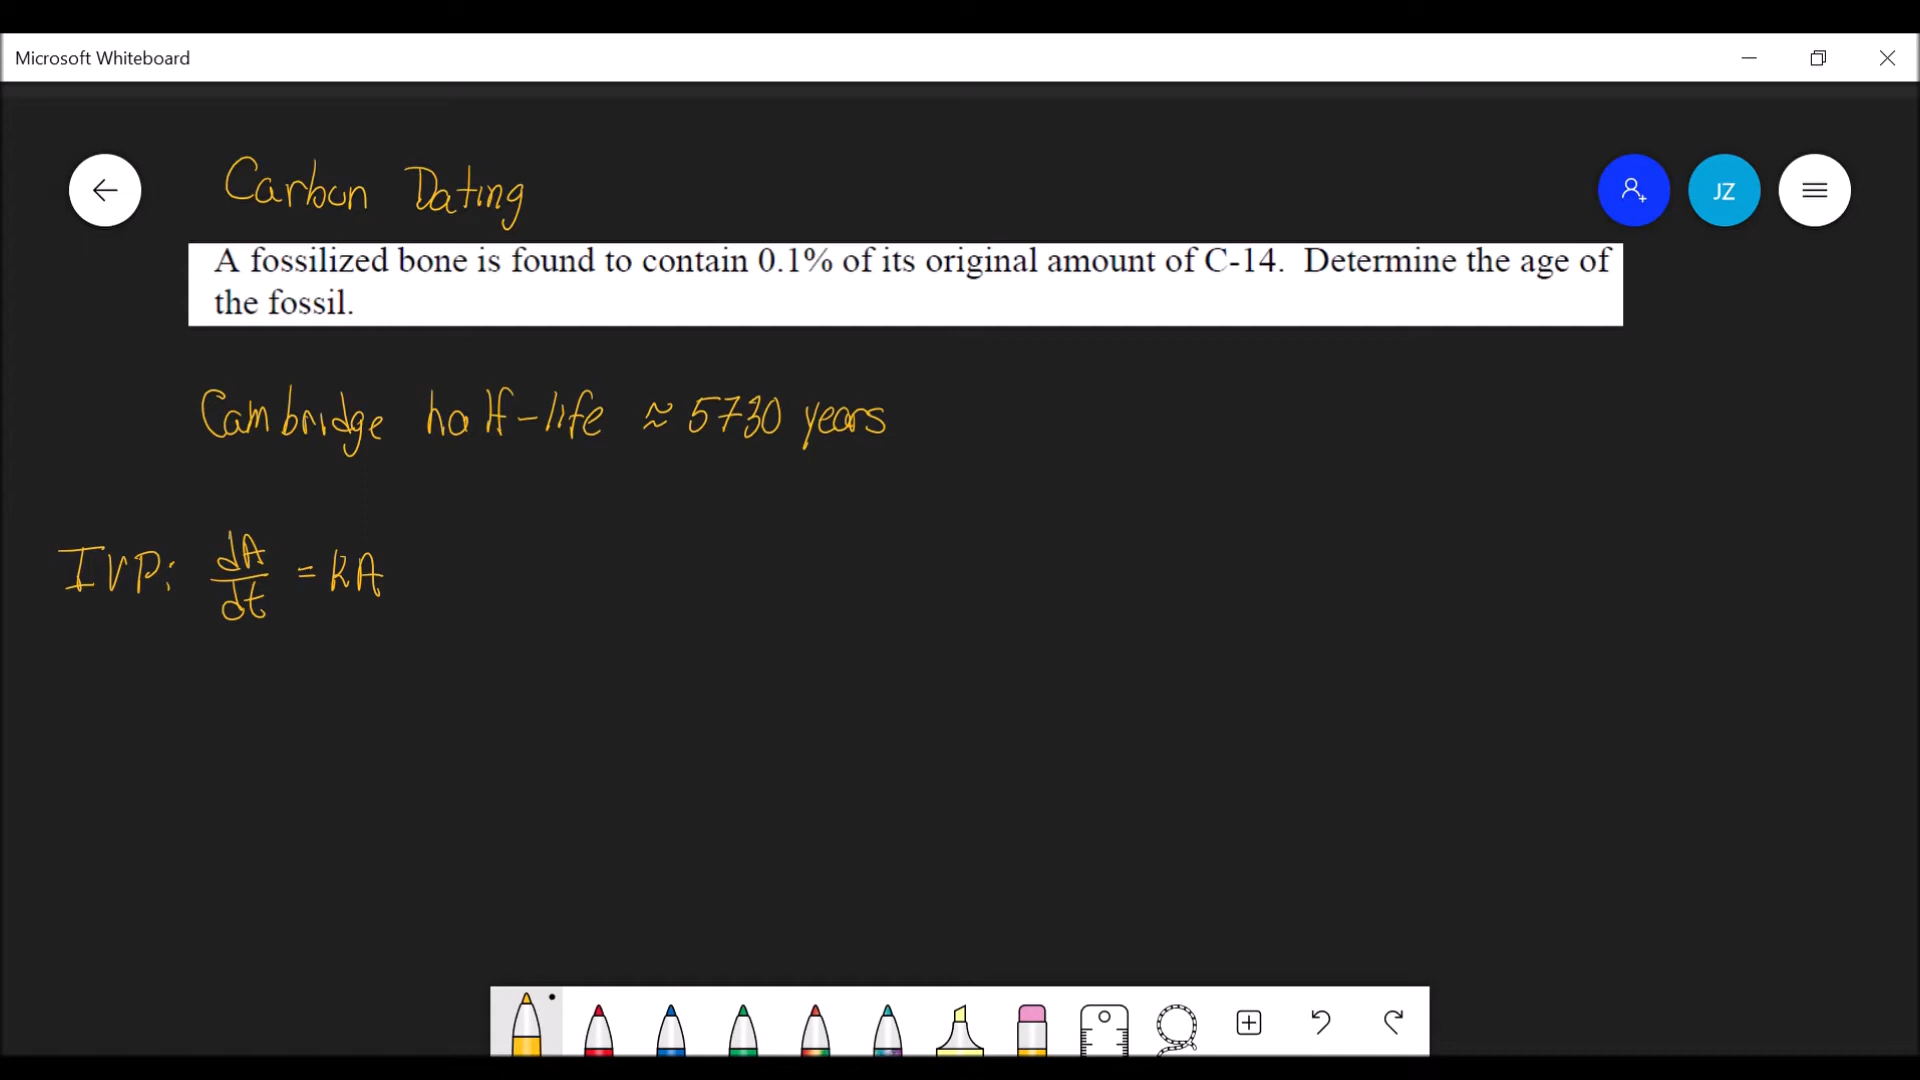 Microsoft Whiteboard
Carbon Dating
JZ
A fossilized bone is found to contain 0.1% of its original amount of C-14. Determine the age of
the fossil.
Cambridge half-life ≈ 5730 years
IVP: dA/dt = kA